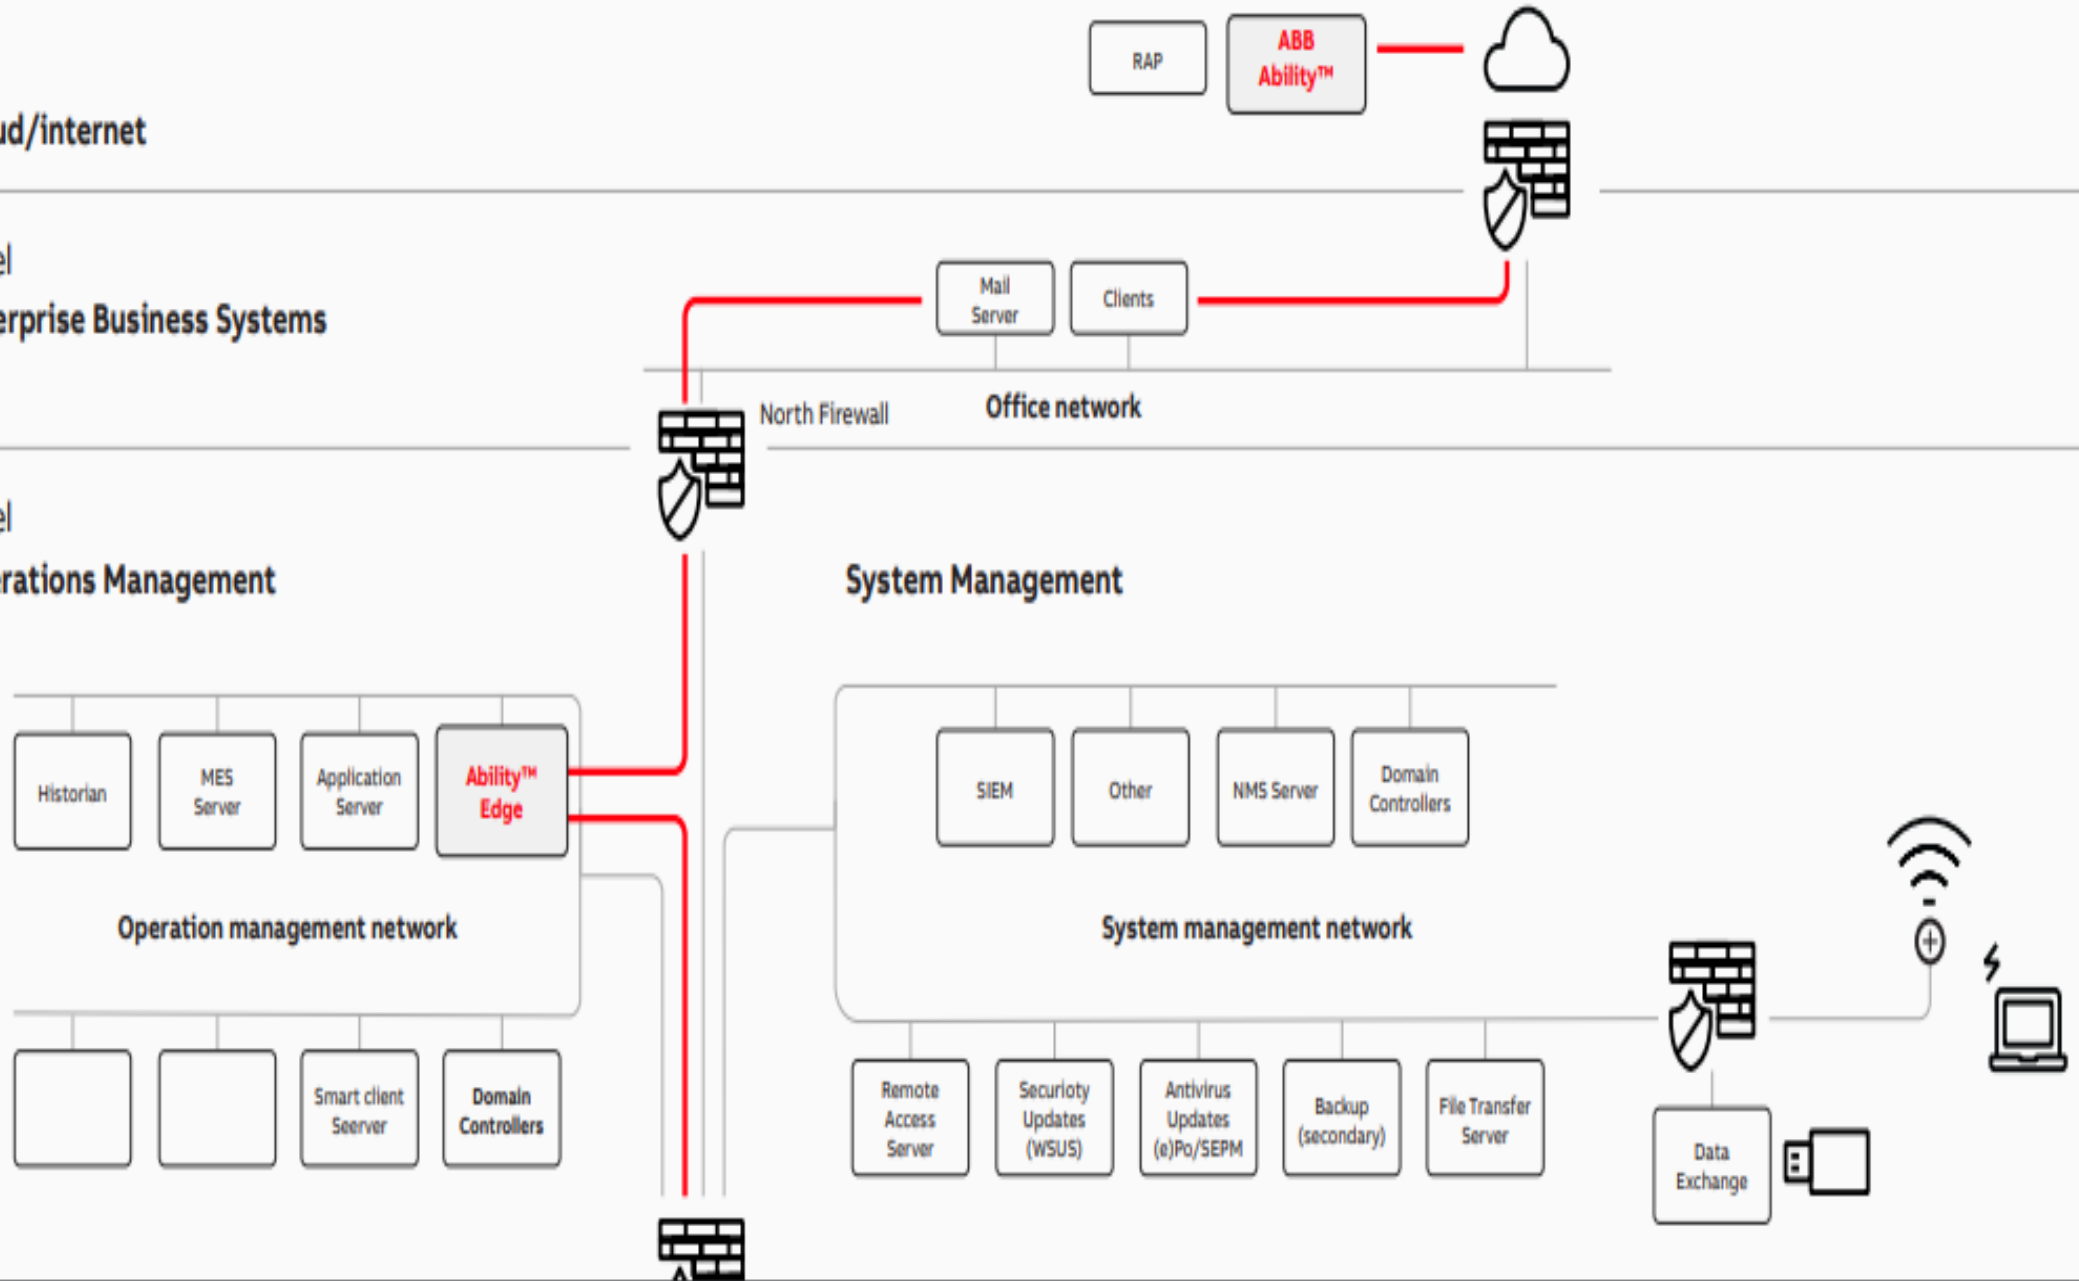 RAP
ABB
Ability™
ud/internet
el
erprise Business Systems
Mail
Server
Clients
North Firewall
Office network
el
erations Management
System Management
Historian
MES
Server
Application
Server
Ability™
Edge
SIEM
Other
NMS Server
Domain
Controllers
Operation management network
System management network
Smart client
Seerver
Domain
Controllers
Remote
Access
Server
Securioty
Updates
(WSUS)
Antivirus
Updates
(e)Po/SEPM
Backup
(secondary)
File Transfer
Server
Data
Exchange